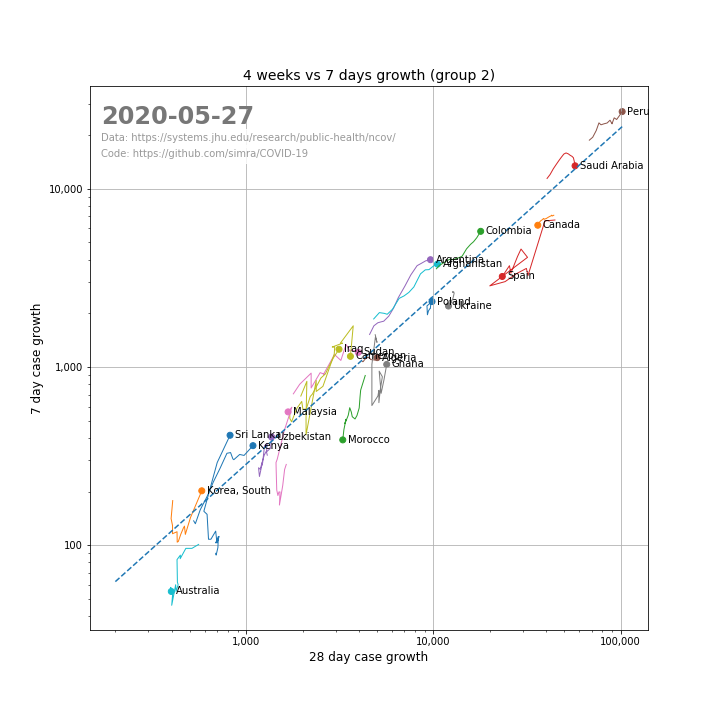 4 weeks vs 7 days growth (group 2)
2020-05-27
Data: https://systems.jhu.edu/research/public-health/ncov/
Code: https://github.com/simra/COVID-19
Peru
Saudi Arabia
10,000
Canada
Colombia
Argentina
Afghanistan
Spain
Poland
Ukraine
7 day case growth
Iraq
Sudan
Cameroon
Algeria
1,000
Ghana
Malaysia
Sri Lanka
Uzbekistan
Kenya
Morocco
Korea, South
100
Australia
1,000
10,000
100,000
28 day case growth